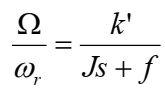 Ω/ω_r = k'/(Js + f)